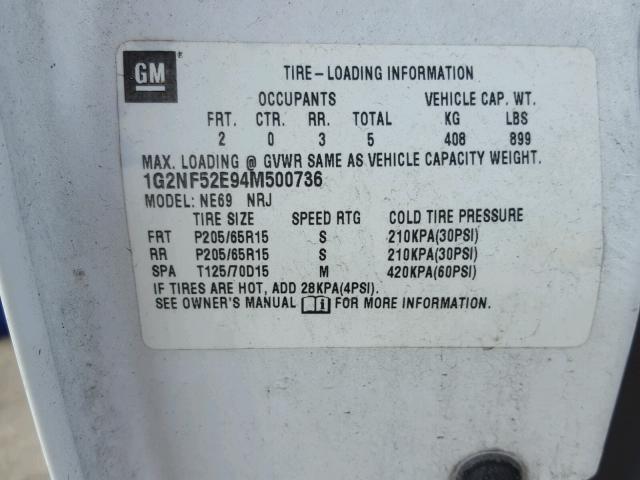 GM TIRE-LOADING INFORMATION
OCCUPANTS VEHICLE CAP. WT.
FRT. CTR. RR. TOTAL KG LBS
2 0 3 5 408 899
MAX. LOADING @ GVWR SAME AS VEHICLE CAPACITY WEIGHT.
1G2NF52E94M500736
MODEL: NE69 NRJ
TIRE SIZE SPEED RTG COLD TIRE PRESSURE
FRT P205/65R15 S 210KPA(30PSI)
RR P205/65R15 S 210KPA(30PSI)
SPA T125/70D15 M 420KPA(60PSI)
IF TIRES ARE HOT, ADD 28KPA(4PSI).
SEE OWNER'S MANUAL FOR MORE INFORMATION.